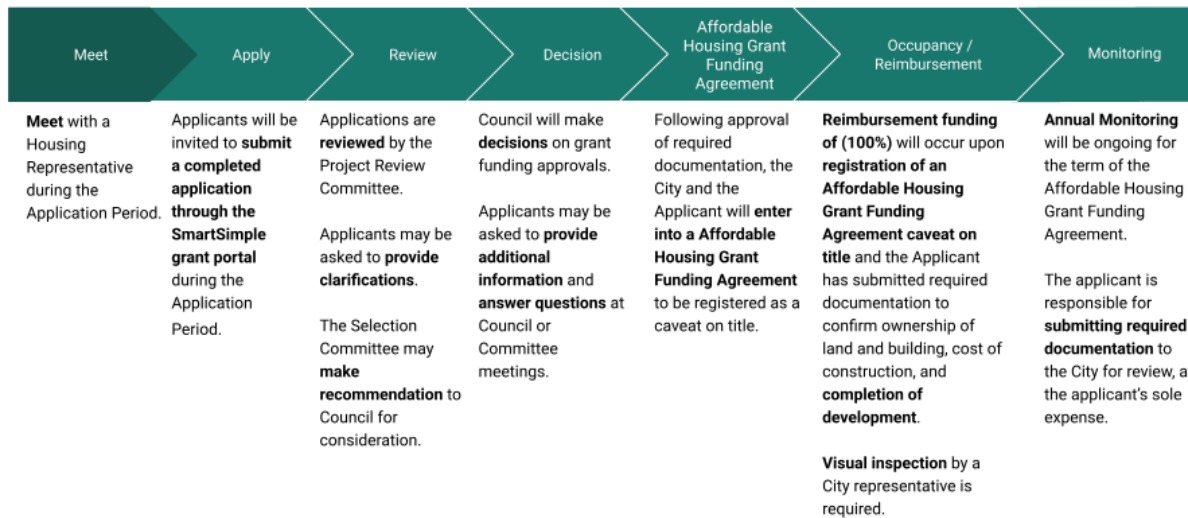 Meet
Apply
Review
Decision
Affordable
Housing Grant
Funding
Agreement
Occupancy /
Reimbursement
Monitoring
Meet with a
Housing
Representative
during the
Application Period.
Applicants will be
invited to submit
a completed
application
through the
SmartSimple
grant portal
during the
Application
Period.
Applications are
reviewed by the
Project Review
Committee.
Applicants may be
asked to provide
clarifications.
The Selection
Committee may
make
recommendation to
Council for
consideration.
Council will make
decisions on grant
funding approvals.
Applicants may be
asked to provide
additional
information and
answer questions at
Council or
Committee
meetings.
Following approval
of required
documentation, the
City and the
Applicant will enter
into a Affordable
Housing Grant
Funding Agreement
to be registered as a
caveat on title.
Reimbursement funding
of (100%) will occur upon
registration of an
Affordable Housing
Grant Funding
Agreement caveat on
title and the Applicant
has submitted required
documentation to
confirm ownership of
land and building, cost of
construction, and
completion of
development.
Visual inspection by a
City representative is
required.
Annual Monitoring
will be ongoing for
the term of the
Affordable Housing
Grant Funding
Agreement.
The applicant is
responsible for
submitting required
documentation to
the City for review, a
the applicant's sole
expense.